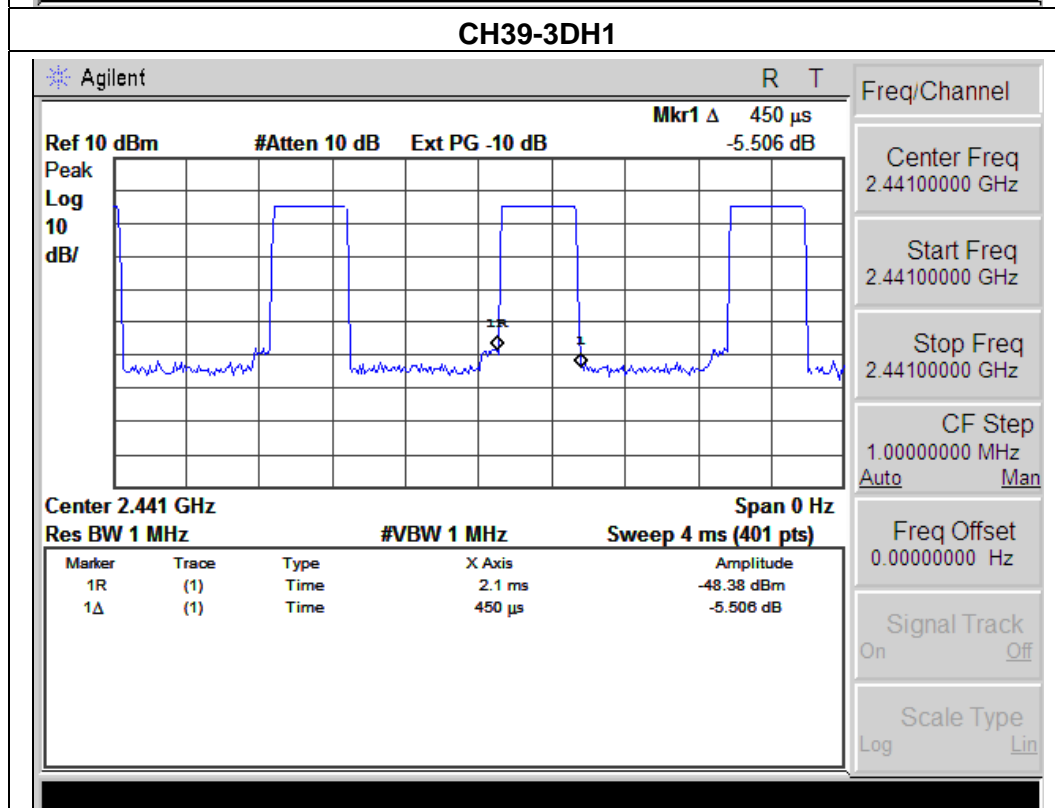 CH39-3DH1
Agilent R T
Mkr1 Δ 450 μs
Ref 10 dBm #Atten 10 dB Ext PG -10 dB -5.506 dB
Peak
Log
10
dB/
1R
1
Center 2.441 GHz Span 0 Hz
Res BW 1 MHz #VBW 1 MHz Sweep 4 ms (401 pts)
Marker Trace Type X Axis Amplitude
1R (1) Time 2.1 ms -48.38 dBm
1Δ (1) Time 450 μs -5.506 dB
Freq/Channel
Center Freq
2.44100000 GHz
Start Freq
2.44100000 GHz
Stop Freq
2.44100000 GHz
CF Step
1.00000000 MHz
Auto Man
Freq Offset
0.00000000 Hz
Signal Track
On Off
Scale Type
Log Lin